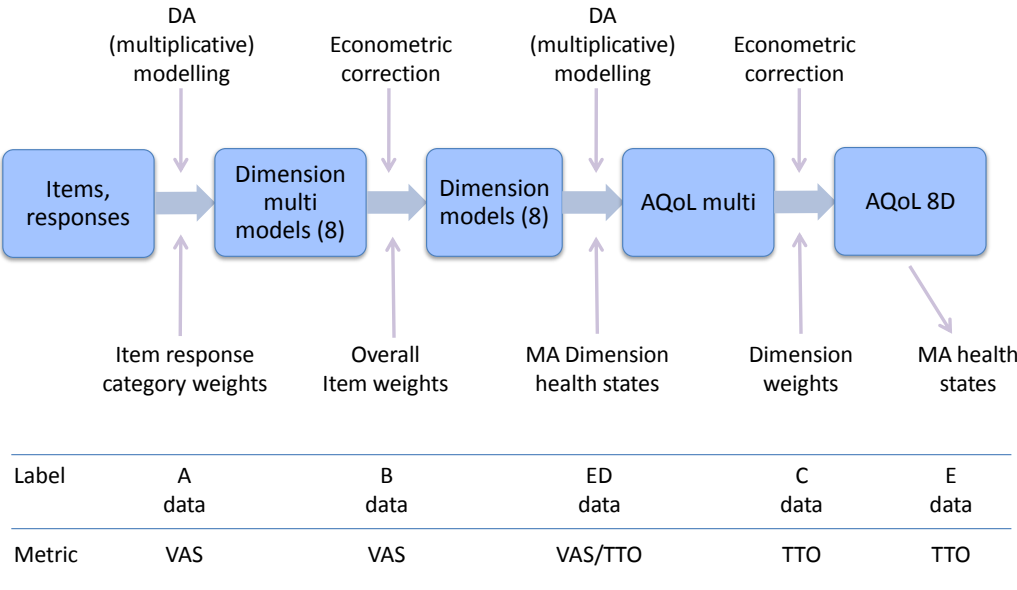 DA
(multiplicative)
modelling
Econometric
correction
DA
(multiplicative)
modelling
Econometric
correction
Items,
responses
Dimension
multi
models (8)
Dimension
models (8)
AQoL multi
AQoL 8D
Item response
category weights
Overall
Item weights
MA Dimension
health states
Dimension
weights
MA health
states
Label
A
data
B
data
ED
data
C
data
E
data
Metric
VAS
VAS
VAS/TTO
TTO
TTO